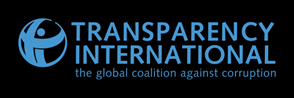 TRANSPARENCY
INTERNATIONAL
the global coalition against corruption